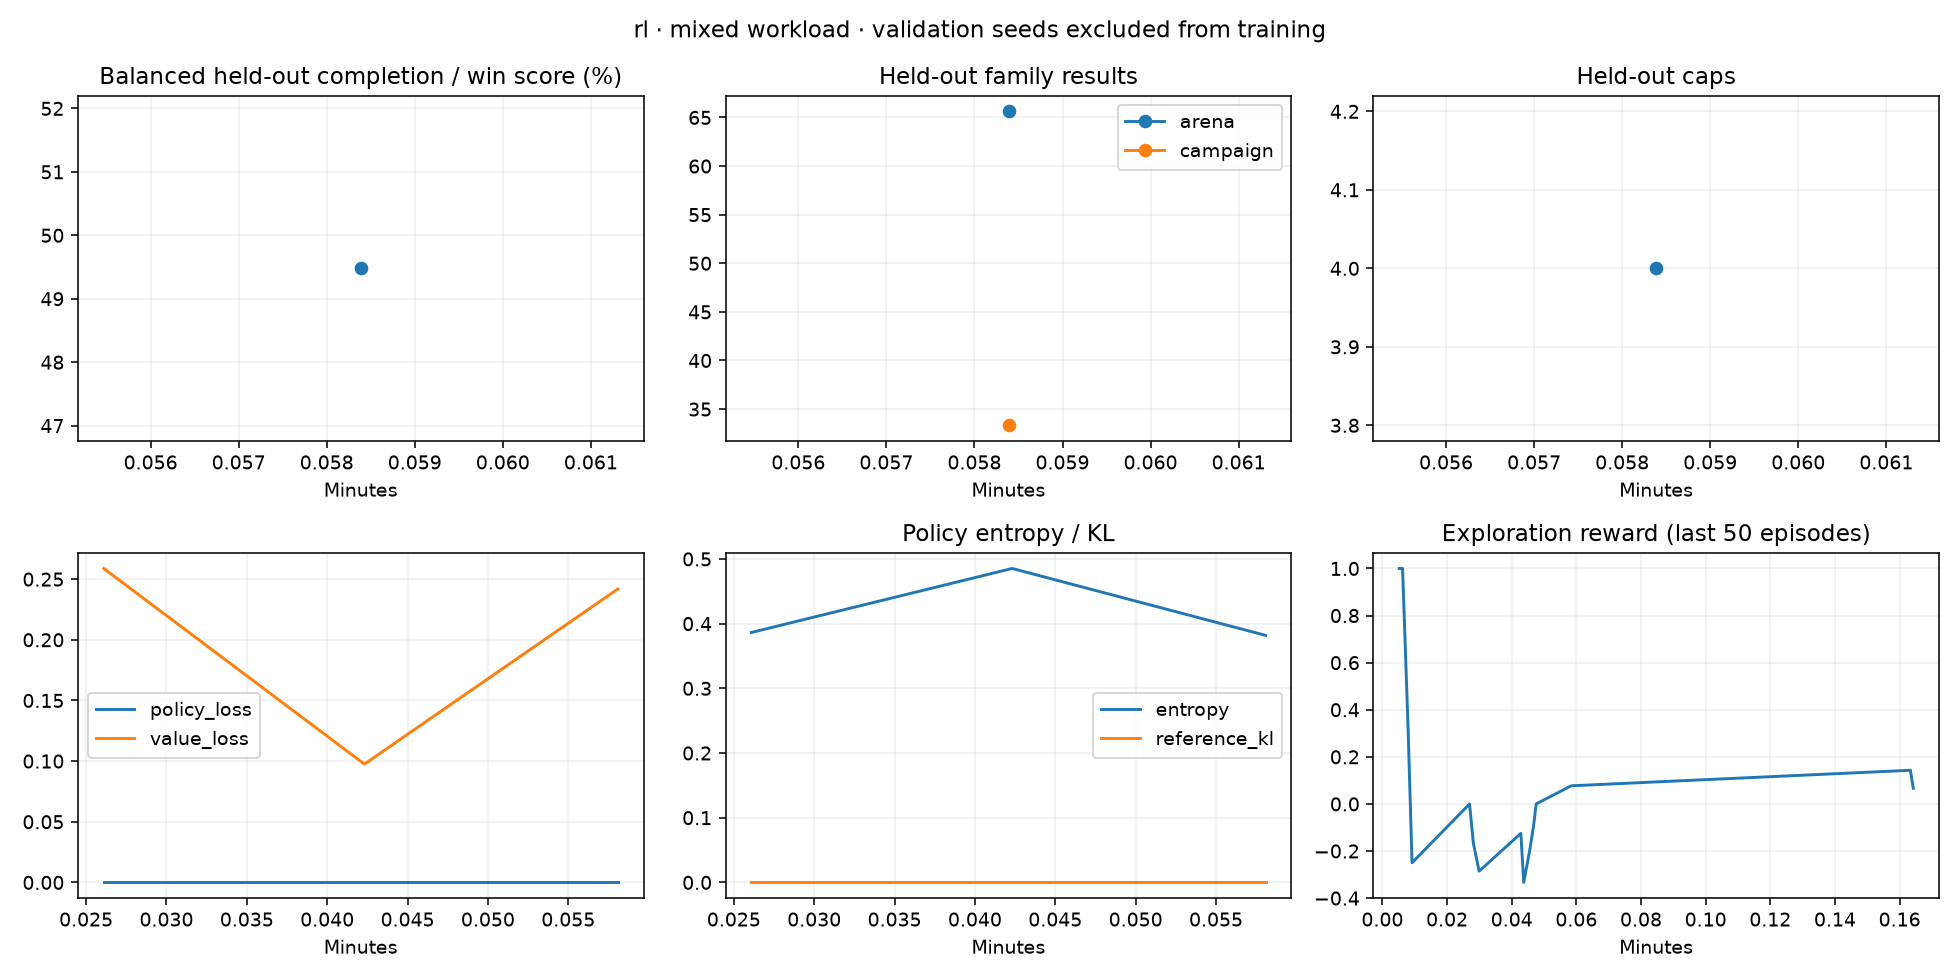 rl · mixed workload · validation seeds excluded from training
Balanced held-out completion / win score (%)
52
51
50
49
48
47
0.056 0.057 0.058 0.059 0.060 0.061
Minutes
Held-out family results
arena
campaign
65
60
55
50
45
40
35
0.056 0.057 0.058 0.059 0.060 0.061
Minutes
Held-out caps
4.2
4.1
4.0
3.9
3.8
0.056 0.057 0.058 0.059 0.060 0.061
Minutes
0.25
0.20
0.15
0.10
0.05
0.00
policy_loss
value_loss
0.025 0.030 0.035 0.040 0.045 0.050 0.055
Minutes
Policy entropy / KL
0.5
0.4
0.3
0.2
0.1
0.0
entropy
reference_kl
0.025 0.030 0.035 0.040 0.045 0.050 0.055
Minutes
Exploration reward (last 50 episodes)
1.0
0.8
0.6
0.4
0.2
0.0
−0.2
−0.4
0.00 0.02 0.04 0.06 0.08 0.10 0.12 0.14 0.16
Minutes